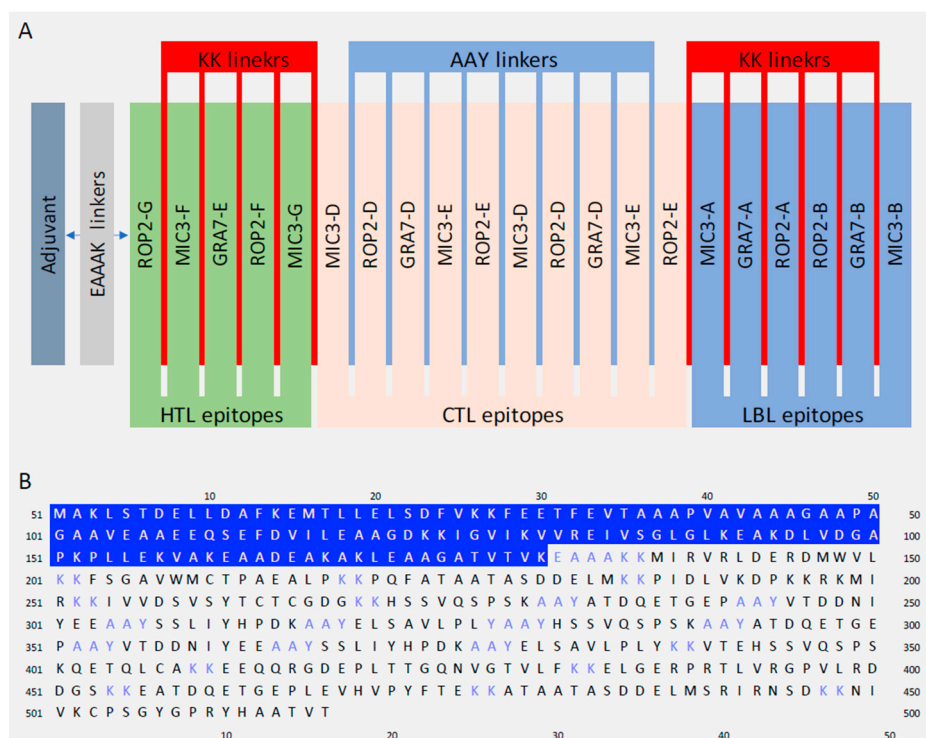 A
KK linekrs
AAY linkers
KK linkers
Adjuvant
EAAAK linkers
ROP2-G
MIC3-F
GRA7-E
ROP2-F
MIC3-G
MIC3-D
ROP2-D
GRA7-D
MIC3-E
ROP2-E
MIC3-D
ROP2-D
GRA7-D
MIC3-E
ROP2-E
MIC3-A
GRA7-A
ROP2-A
ROP2-B
GRA7-B
MIC3-B
HTL epitopes
CTL epitopes
LBL epitopes
B
10 20 30 40 50
51 M A K L S T D E L L D A F K E M T L L E L S D F V K K F E E T F E V T A A A P V A V A A A G A A P A 50
101 G A A V E A A E E Q S E F D V I L E A A G D K K I G V I K V V R E I V S G L G L K E A K D L V D G A 100
151 P K P L L E K V A K E A A D E A K A K L E A A G A T V T V K E A A A K K M I R V R L D E R D M W V L 150
201 K K F S G A V W M C T P A E A L P K K P Q F A T A A T A S D D E L M K K P I D L V K D P K K R K M I 200
251 R K K I V V D S V S Y T C T C G D G K K H S S V Q S P S K A A Y A T D Q E T G E P A A Y V T D D N I 250
301 Y E E A A Y S S L I Y H P D K A A Y E L S A V L P L Y A A Y H S S V Q S P S K A A Y A T D Q E T G E 300
351 P A A Y V T D D N I Y E E A A Y S S L I Y H P D K A A Y E L S A V L P L Y K K V T E H S S V Q S P S 350
401 K Q E T Q L C A K K E E Q Q R G D E P L T T G Q N V G T V L F K K E L G E R P R T L V R G P V L R D 400
451 D G S K K E A T D Q E T G E P L E V H V P Y F T E K K A T A A T A S D D E L M S R I R N S D K K N I 450
501 V K C P S G Y G P R Y H A A T V T 500
10 20 30 40 50